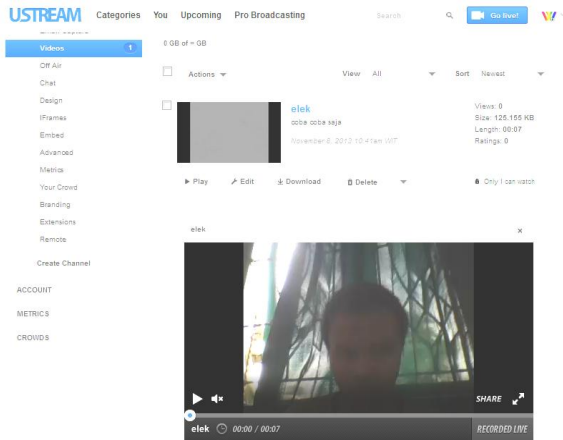 USTREAM Categories You Upcoming Pro Broadcasting Search Go live!
Videos 1
Off Air
Chat
Design
IFrames
Embed
Advanced
Metrics
Your Crowd
Branding
Extensions
Remote
Create Channel
ACCOUNT
METRICS
CROWDS
0 GB of = GB
Actions View All Sort Newest
elek
coba coba saja
November 6, 2012 10:41am WIT
Views: 0
Size: 125.155 KB
Length: 00:07
Ratings: 0
Play Edit Download Delete Only I can watch
elek x
SHARE
elek 00:00 / 00:07 RECORDED LIVE